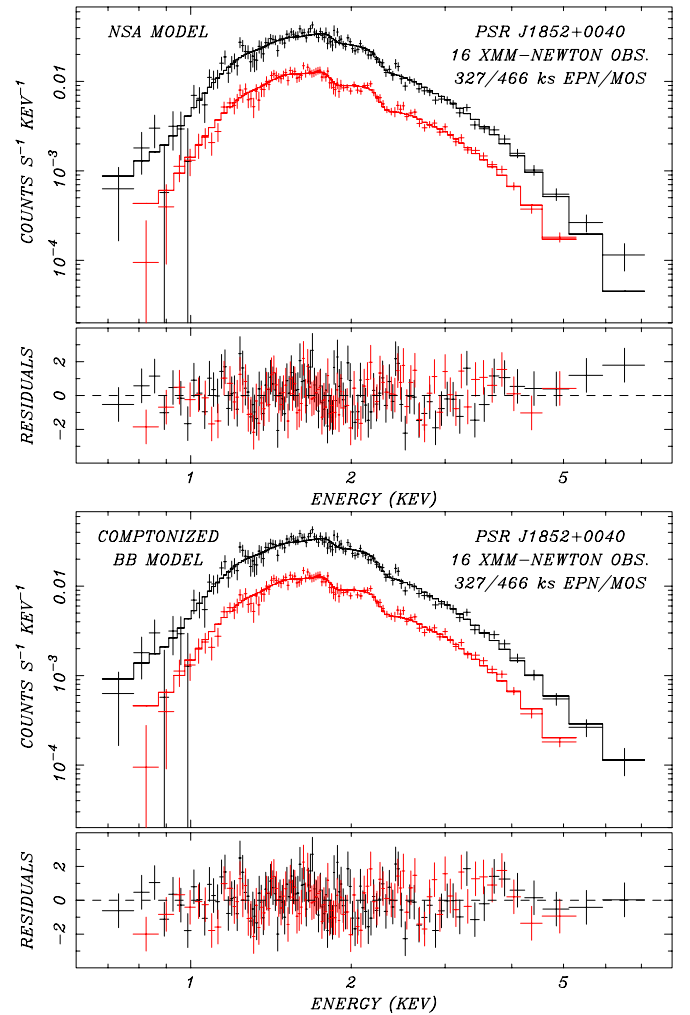 NSA MODEL
PSR J1852+0040
16 XMM-NEWTON OBS.
327/466 ks EPN/MOS
COUNTS S⁻¹ KEV⁻¹
0.01
10⁻³
10⁻⁴
RESIDUALS
2
0
-2
1 2 5
ENERGY (KEV)
COMPTONIZED
BB MODEL
PSR J1852+0040
16 XMM-NEWTON OBS.
327/466 ks EPN/MOS
COUNTS S⁻¹ KEV⁻¹
0.01
10⁻³
10⁻⁴
RESIDUALS
2
0
-2
1 2 5
ENERGY (KEV)